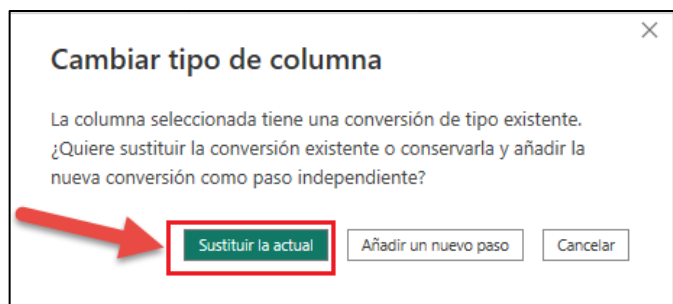 Cambiar tipo de columna
La columna seleccionada tiene una conversión de tipo existente.
¿Quiere sustituir la conversión existente o conservarla y añadir la
nueva conversión como paso independiente?
Sustituir la actual
Añadir un nuevo paso
Cancelar